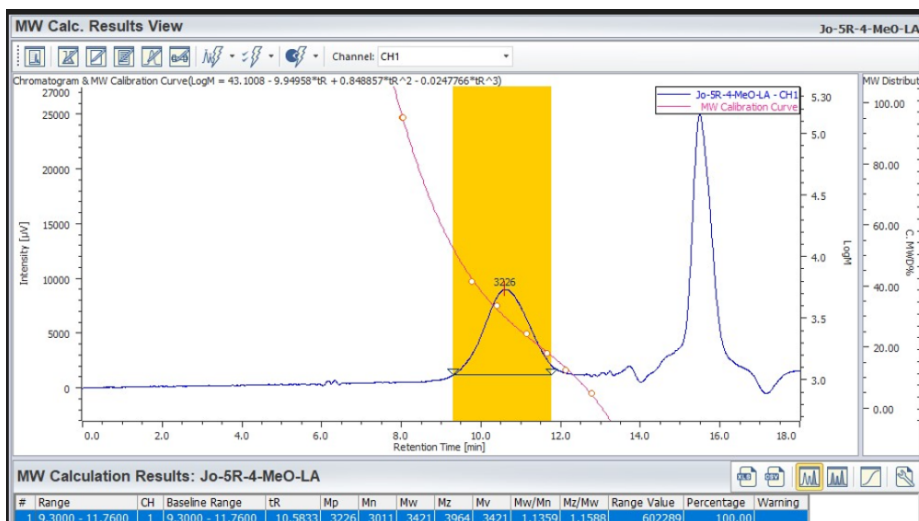 MW Calc. Results View
Jo-5R-4-MeO-LA
Channel: CH1
Chromatogram & MW Calibration Curve(LogM = 43.1008 - 9.94958*tR + 0.848857*tR^2 - 0.0247766*tR^3)
MW Distribut
Jo-5R-4-MeO-LA - CH1
MW Calibration Curve
27000
25000
20000
15000
10000
5000
0
Intensity [µV]
3226
5.30
5.0
4.5
4.0
3.5
3.0
LogM
100.00
80.00
60.00
40.00
20.00
0.00
C. MWD%
0.0 2.0 4.0 6.0 8.0 10.0 12.0 14.0 16.0 18.0
Retention Time [min]
MW Calculation Results: Jo-5R-4-MeO-LA
# Range CH Baseline Range tR Mp Mn Mw Mz Mv Mw/Mn Mz/Mw Range Value Percentage Warning
1 9.3000 - 11.7600 1 9.3000 - 11.7600 10.5833 3226 3011 3421 3964 3421 1.1359 1.1588 602289 100.00